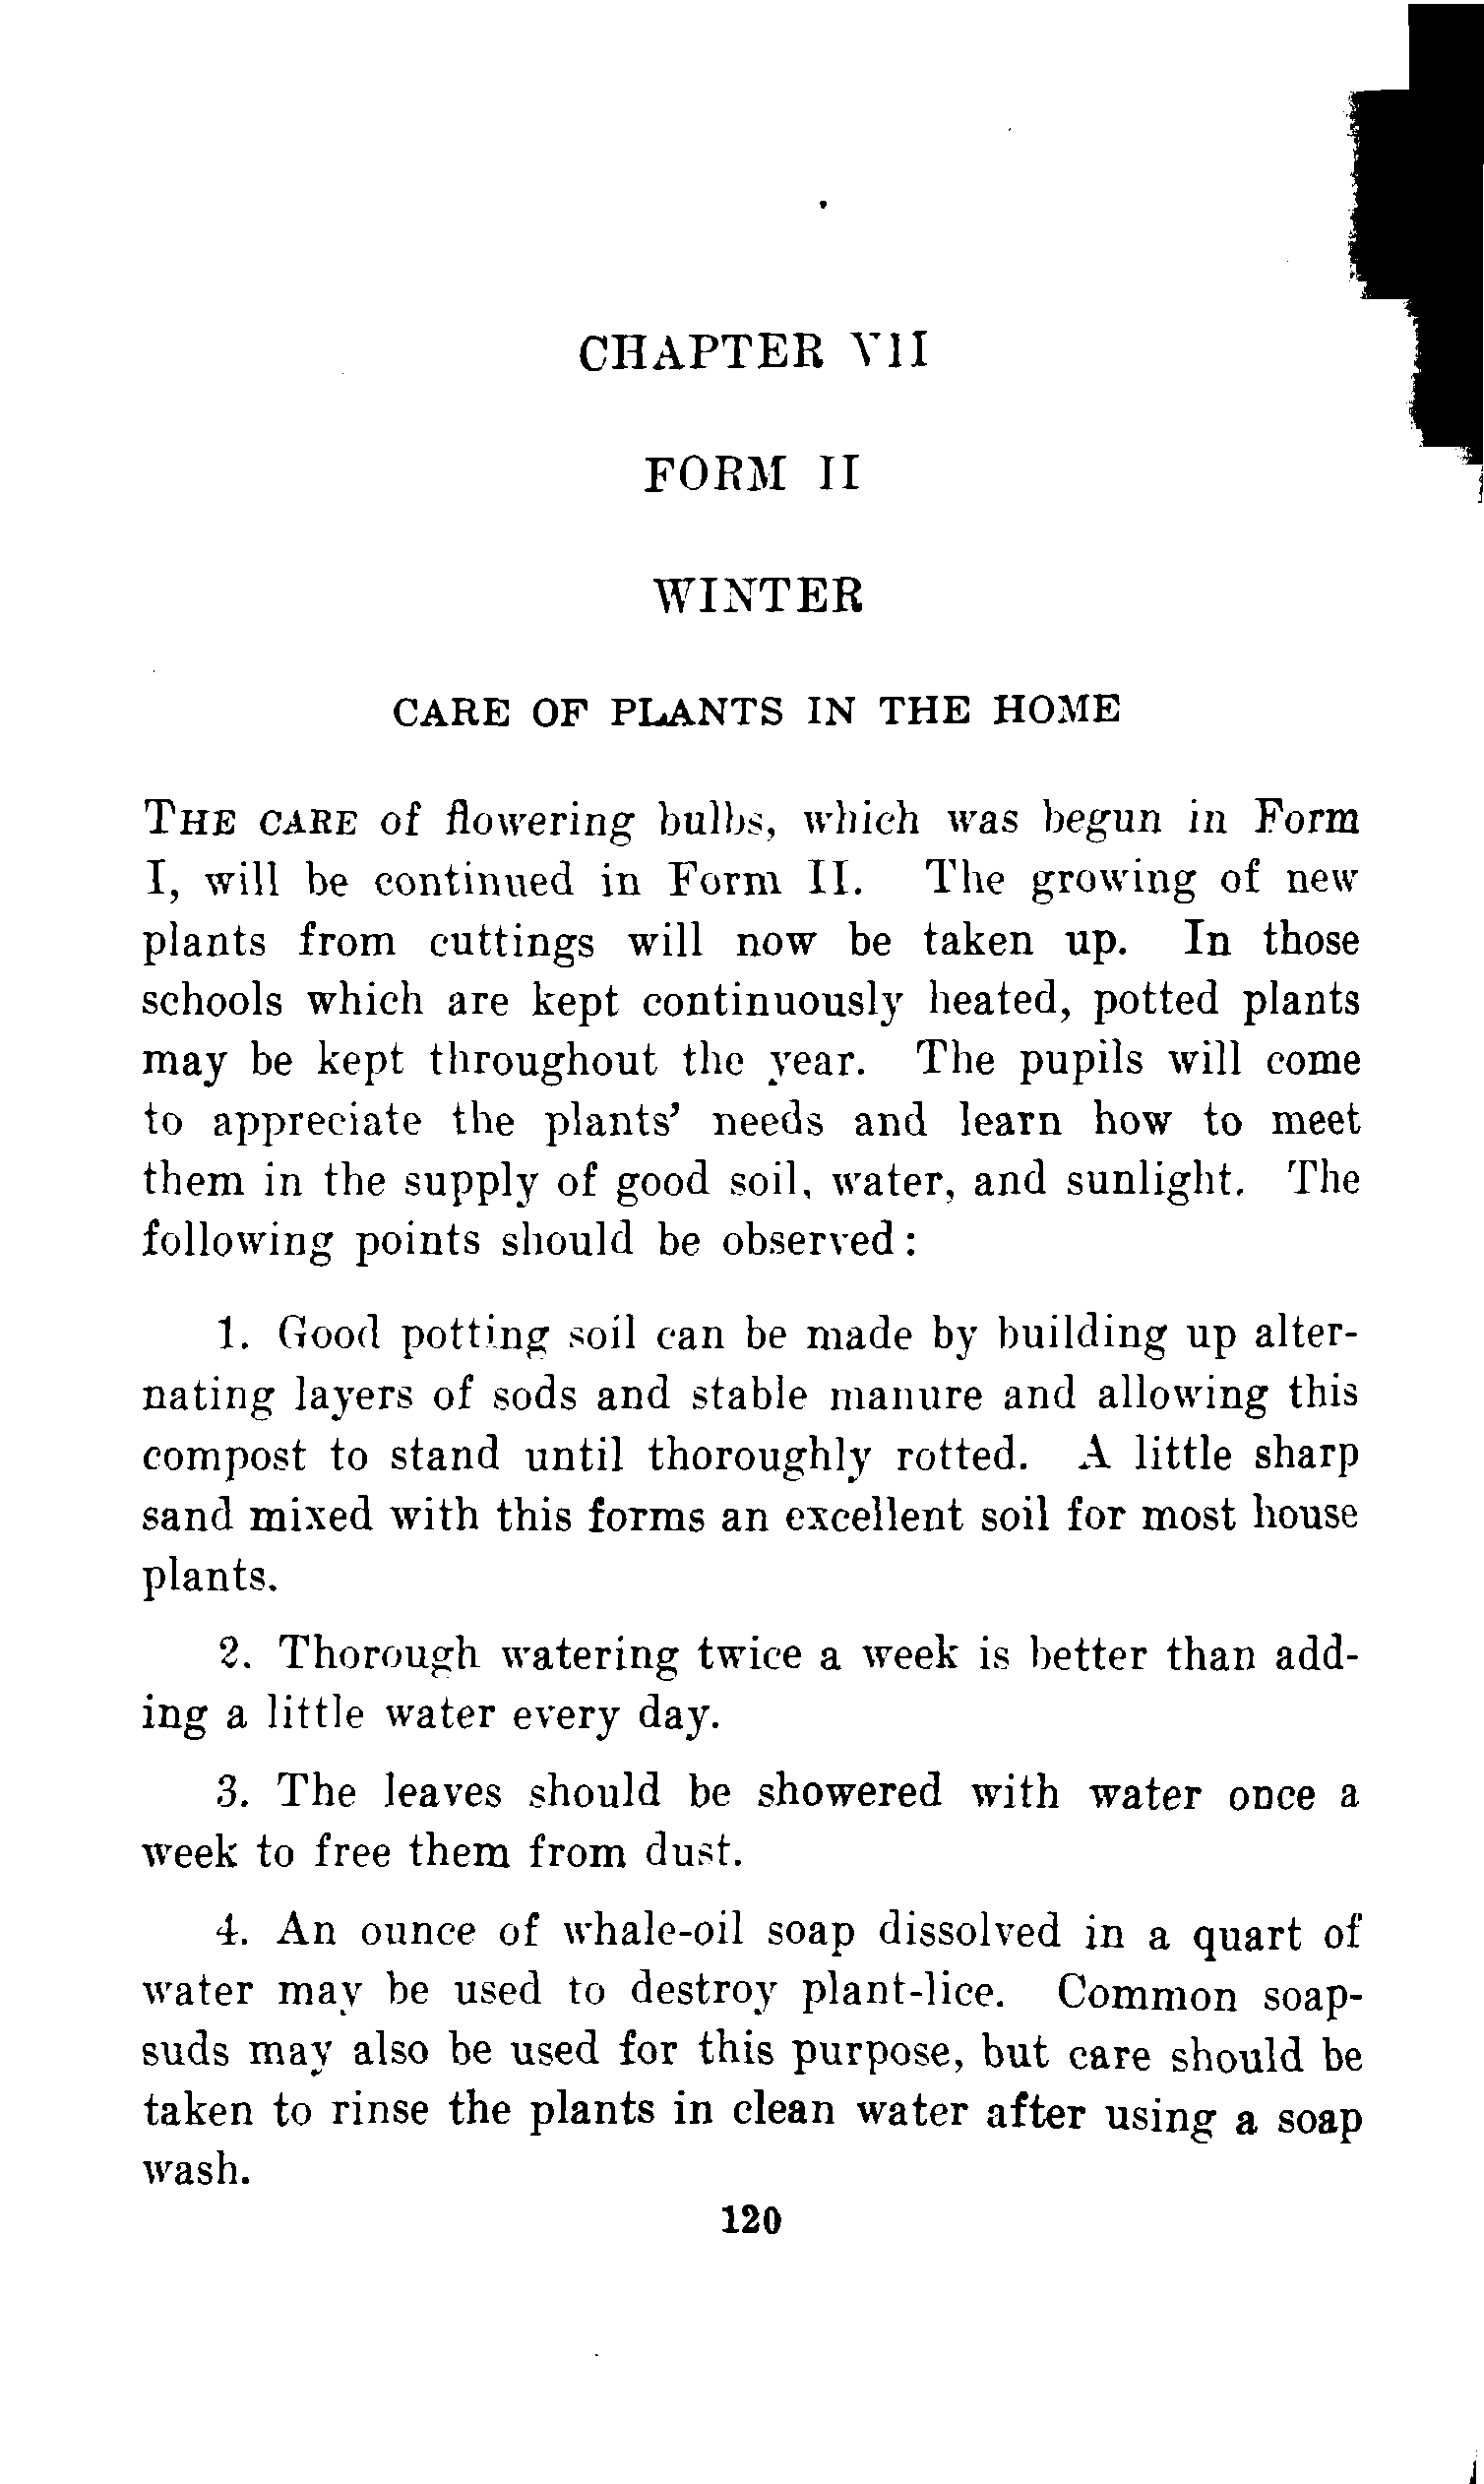 CHAPTER VII
FORM II
WINTER
CARE OF PLANTS IN THE HOME
THE CARE of flowering bulbs, which was begun in Form
I, will be continued in Form II. The growing of new
plants from cuttings will now be taken up. In those
schools which are kept continuously heated, potted plants
may be kept throughout the year. The pupils will come
to appreciate the plants' needs and learn how to meet
them in the supply of good soil, water, and sunlight. The
following points should be observed:
1. Good potting soil can be made by building up alter-
nating layers of sods and stable manure and allowing this
compost to stand until thoroughly rotted. A little sharp
sand mixed with this forms an excellent soil for most house
plants.
2. Thorough watering twice a week is better than add-
ing a little water every day.
3. The leaves should be showered with water once a
week to free them from dust.
4. An ounce of whale-oil soap dissolved in a quart of
water may be used to destroy plant-lice. Common soap-
suds may also be used for this purpose, but care should be
taken to rinse the plants in clean water after using a soap
wash.
120